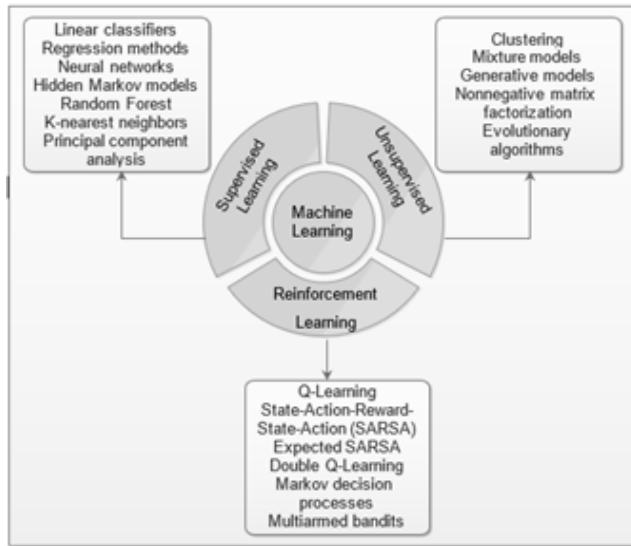 Linear classifiers
Regression methods
Neural networks
Hidden Markov models
Random Forest
K-nearest neighbors
Principal component
analysis
Clustering
Mixture models
Generative models
Nonnegative matrix
factorization
Evolutionary
algorithms
Supervised
Learning
Unsupervised
Learning
Machine
Learning
Reinforcement
Learning
Q-Learning
State-Action-Reward-
State-Action (SARSA)
Expected SARSA
Double Q-Learning
Markov decision
processes
Multiarmed bandits